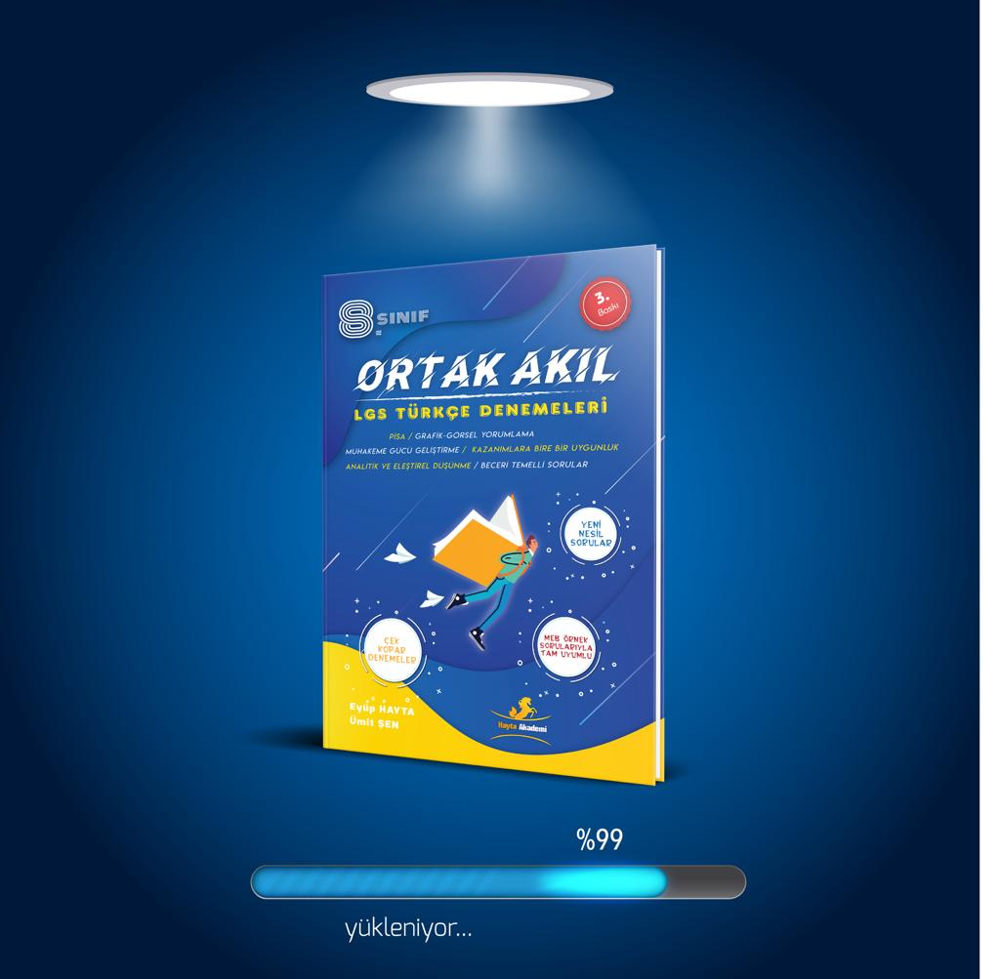 8. SINIF
3.
Baskı
ORTAK AKIL
LGS TÜRKÇE DENEMELERİ
PISA / GRAFİK-GÖRSEL YORUMLAMA
MUHAKEME GÜCÜ GELİŞTİRME / KAZANIMLARA BİRE BİR UYGUNLUK
ANALİTİK VE ELEŞTİREL DÜŞÜNME / BECERİ TEMELLİ SORULAR
YENİ
NESİL
SORULAR
ÇEK
KOPAR
DENEMELER
MEB ÖRNEK
SORULARIYLA
TAM UYUMLU
Eyüp HAYTA
Ümit ŞEN
Hayta Akademi
%99
yükleniyor...